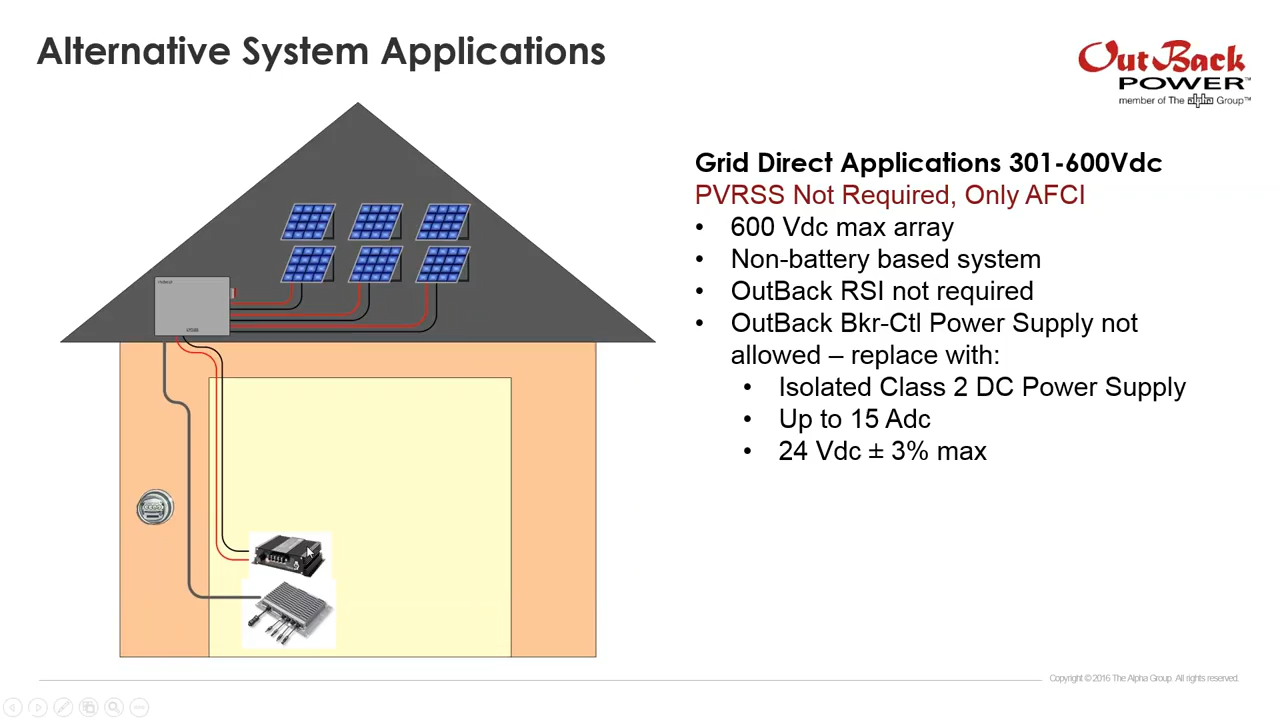 Alternative System Applications
OutBack
POWER™
member of The alpha Group™
Grid Direct Applications 301-600Vdc
PVRSS Not Required, Only AFCI
• 600 Vdc max array
• Non-battery based system
• OutBack RSI not required
• OutBack Bkr-Ctl Power Supply not
allowed – replace with:
• Isolated Class 2 DC Power Supply
• Up to 15 Adc
• 24 Vdc ± 3% max
Copyright © 2016 The Alpha Group All rights reserved.